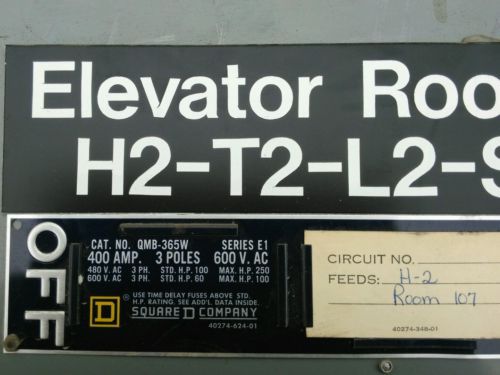 Elevator Roo
H2-T2-L2-S
OFF
CAT. NO. QMB-365W SERIES E1
400 AMP. 3 POLES 600 V. AC
480 V. AC 3 PH. STD. H.P. 100 MAX. H.P. 250
600 V. AC 3 PH. STD. H.P. 60 MAX. H.P. 100
USE TIME DELAY FUSES ABOVE STD.
H.P. RATING. SEE ADD'L DATA INSIDE.
D SQUARE D COMPANY
40274-624-01
CIRCUIT NO.
FEEDS: H-2
Room 107
40274-348-01